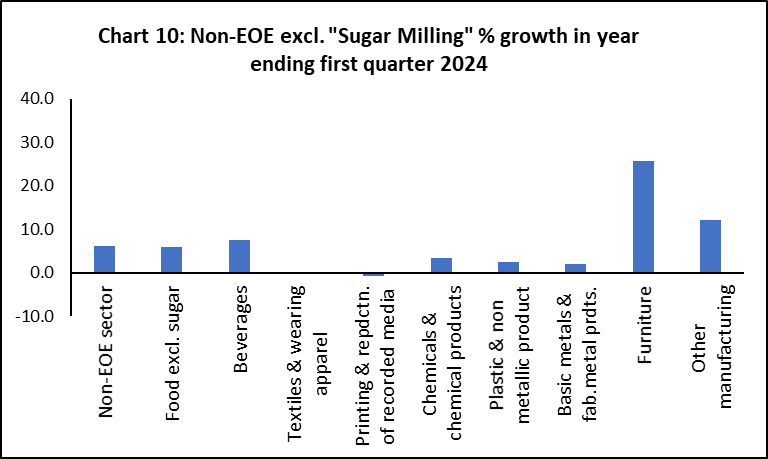 Chart 10: Non-EOE excl. "Sugar Milling" % growth in year
ending first quarter 2024
40.0
30.0
20.0
10.0
0.0
-10.0
Non-EOE sector
Food excl. sugar
Beverages
Textiles & wearing
apparel
Printing & repdctn.
of recorded media
Chemicals &
chemical products
Plastic & non
metallic product
Basic metals &
fab.metal prdts.
Furniture
Other
manufacturing